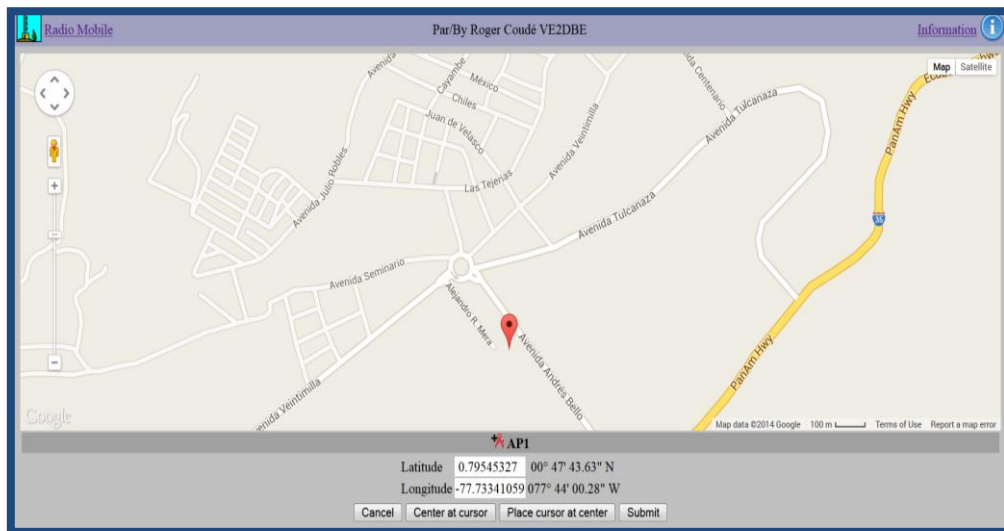 Radio Mobile
Par/By Roger Coudé VE2DBE
Information
Map Satellite
Avenida
Cayambe
México
Chiles
Juan de Velasco
Avenida Centenario
Avenida Tulcanaza
PanAm Hwy
Avenida Julio Robles
Las Tejerias
Avenida Veintimilla
Avenida Tulcanaza
35
Avenida Seminario
Alejandro R. Mera
Avenida Andrés Bello
PanAm Hwy
Avenida Veintimilla
Google
Map data ©2014 Google 100 m Terms of Use Report a map error
AP1
Latitude 0.79545327 00° 47' 43.63" N
Longitude -77.73341059 077° 44' 00.28" W
Cancel Center at cursor Place cursor at center Submit